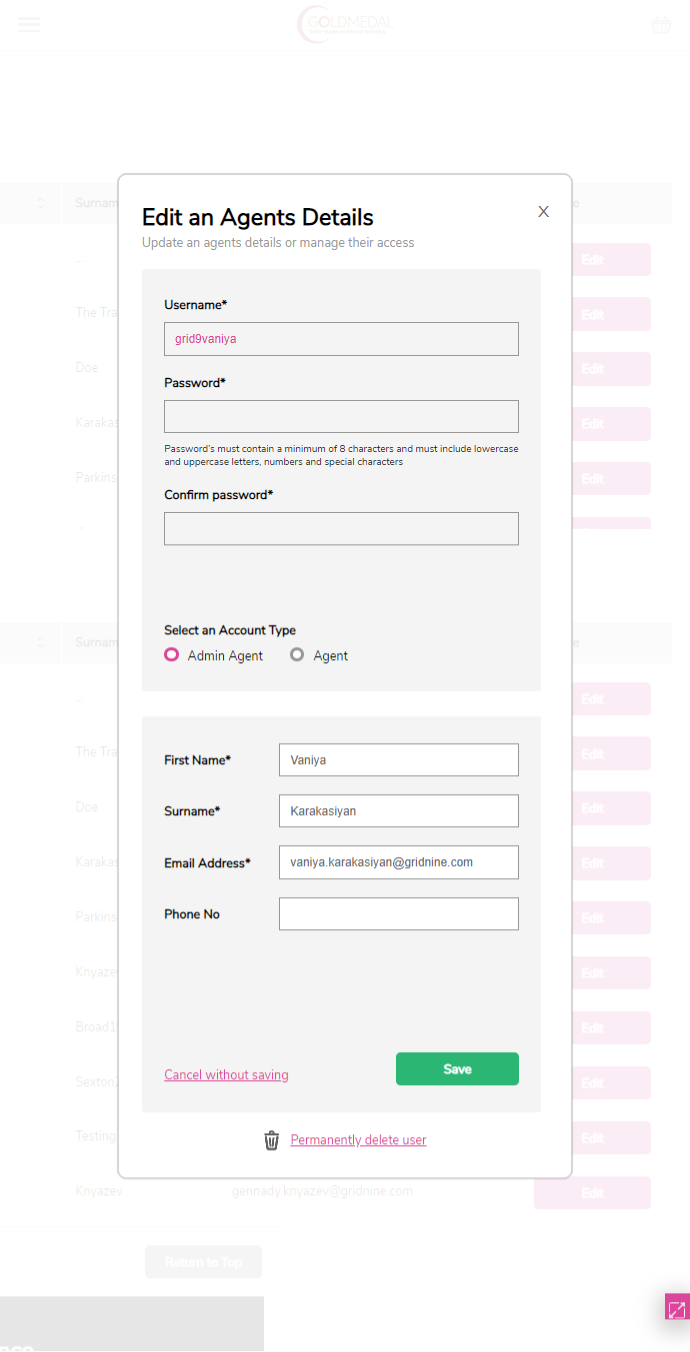 GOLDMEDAL
Surnam
e
Edit an Agents Details
X
Update an agents details or manage their access
Edit
Username*
The Tra
Edit
grid9vaniya
Doe
Edit
Password*
Karakas
Edit
Password's must contain a minimum of 8 characters and must include lowercase
and uppercase letters, numbers and special characters
Parkins
Edit
Confirm password*
Select an Account Type
Surnam
e
Admin Agent
Agent
Edit
The Tra
Edit
First Name*
Vaniya
Doe
Edit
Surname*
Karakasiyan
Karakas
Edit
Email Address*
vaniya.karakasiyan@gridnine.com
Parkins
Edit
Phone No
Knyaze
Edit
Broad1
Edit
Sexton
Edit
Cancel without saving
Save
Testing
Edit
Permanently delete user
Knyazev
gennady.knyazev@gridnine.com
Edit
Return to Top